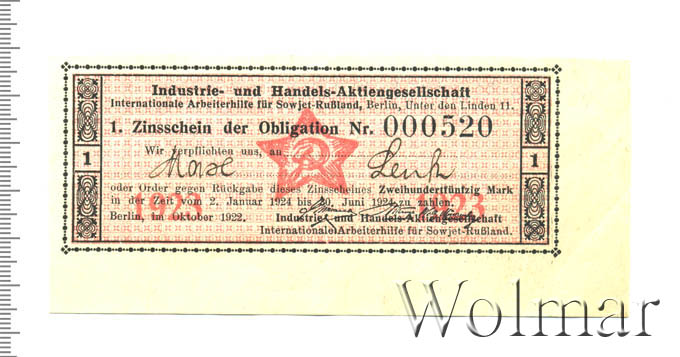 Industrie- und Handels-Aktiengesellschaft
Internationale Arbeiterhilfe für Sowjet-Rußland, Berlin, Unter den Linden 11.
1. Zinsschein der Obligation Nr. 000520
Wir verpflichten uns, an
1 1
oder Order gegen Rückgabe dieses Zinsscheines Zweihundertfünfzig Mark
in der Zeit vom 2. Januar 1924 bis 30. Juni 1924 zu zahlen.
1923 1923
Berlin, im Oktober 1922. Industrie- und Handels-Aktiengesellschaft
Internationale Arbeiterhilfe für Sowjet-Rußland.
Wolmar